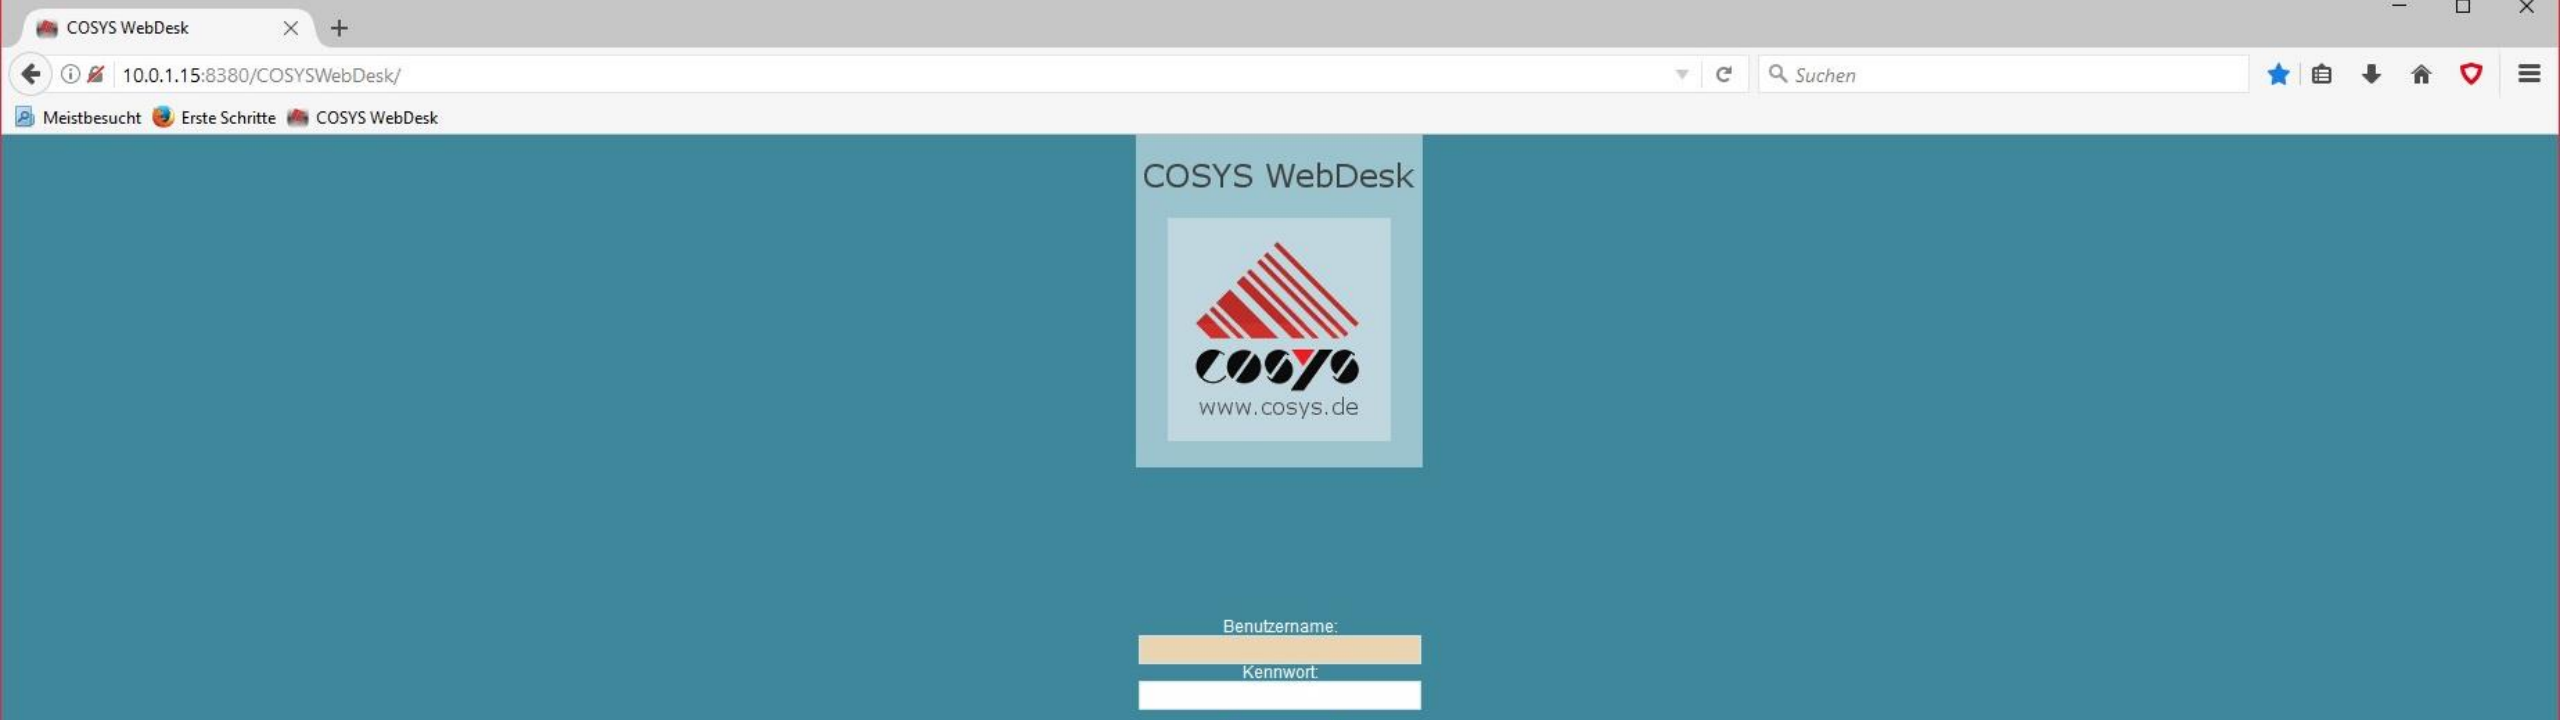 COSYS WebDesk
10.0.1.15:8380/COSYSWebDesk/
Suchen
Meistbesucht Erste Schritte COSYS WebDesk
COSYS WebDesk
COSYS
www.cosys.de
Benutzername:
Kennwort: